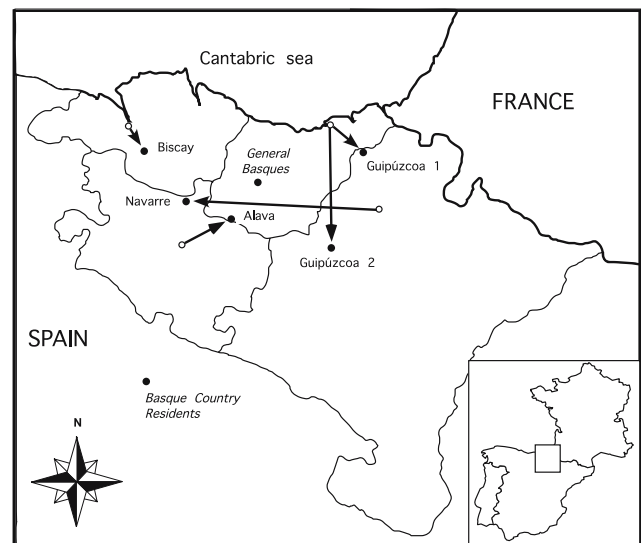 Cantabric sea
FRANCE
Biscay
General
Basques
Guipúzcoa 1
Navarre
Alava
Guipúzcoa 2
SPAIN
Basque Country
Residents
N